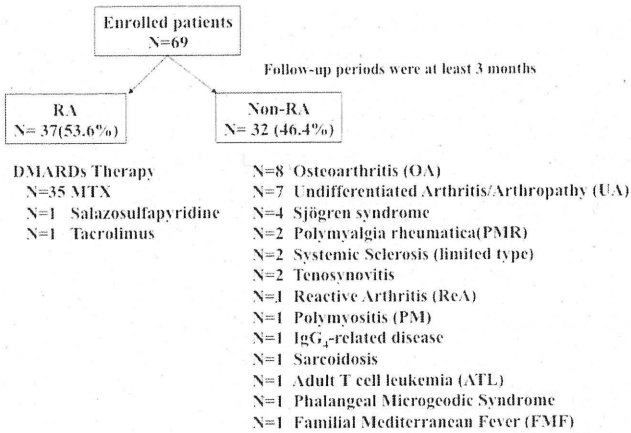 Enrolled patients
N=69
Follow-up periods were at least 3 months
RA
N= 37(53.6%)
Non-RA
N= 32 (46.4%)
DMARDs Therapy
N=35 MTX
N=1 Salazosulfapyridine
N=1 Tacrolimus
N=8 Osteoarthritis (OA)
N=7 Undifferentiated Arthritis/Arthropathy (UA)
N=4 Sjögren syndrome
N=2 Polymyalgia rheumatica(PMR)
N=2 Systemic Sclerosis (limited type)
N=2 Tenosynovitis
N=1 Reactive Arthritis (ReA)
N=1 Polymyositis (PM)
N=1 IgG₄-related disease
N=1 Sarcoidosis
N=1 Adult T cell leukemia (ATL)
N=1 Phalangeal Microgeodic Syndrome
N=1 Familial Mediterranean Fever (FMF)